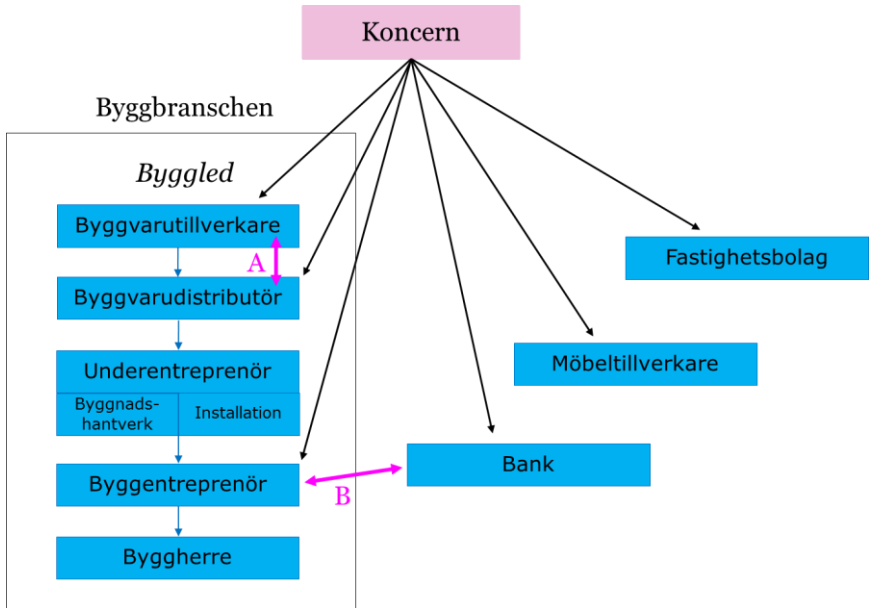 Koncern
Byggbranschen
Byggled
Byggvarutillverkare
A
Byggvarudistributör
Underentreprenör
Byggnads-
hantverk
Installation
Byggentreprenör
B
Byggherre
Fastighetsbolag
Möbeltillverkare
Bank